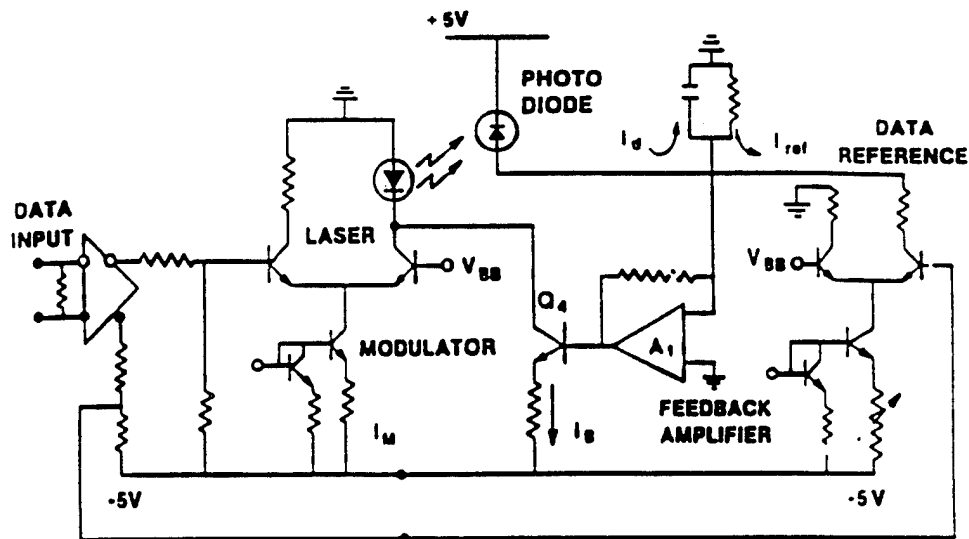 +5V
PHOTO
DIODE
I_d
I_ref
DATA
REFERENCE
DATA
INPUT
LASER
V_BB
V_BB
Q_4
A_1
MODULATOR
I_M
I_B
FEEDBACK
AMPLIFIER
-5V
-5V